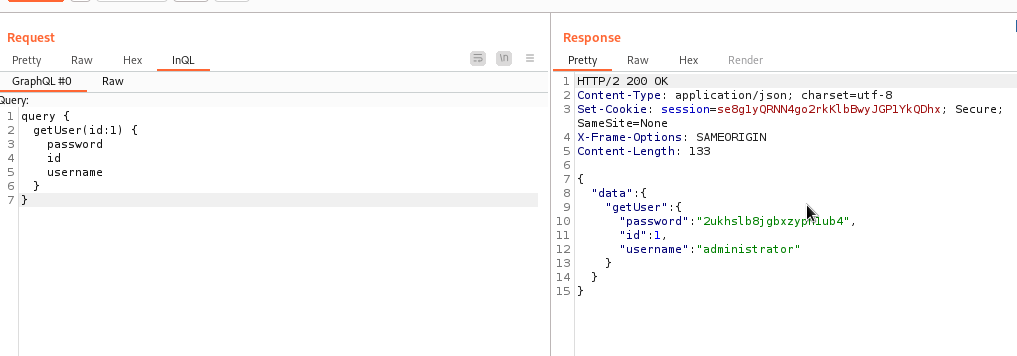 Request
Pretty Raw Hex InQL
\n
GraphQL #0 Raw
Query:
1 query {
2 getUser(id:1) {
3 password
4 id
5 username
6 }
7 }
Response
Pretty Raw Hex Render
1 HTTP/2 200 OK
2 Content-Type: application/json; charset=utf-8
3 Set-Cookie: session=se8g1yQRNN4go2rkKlbBwyJGP1YkQDhx; Secure;
SameSite=None
4 X-Frame-Options: SAMEORIGIN
5 Content-Length: 133
6
7 {
8 "data":{
9 "getUser":{
10 "password":
11 "id":1,
12 "username":"administrator"
13 }
14 }
15 }